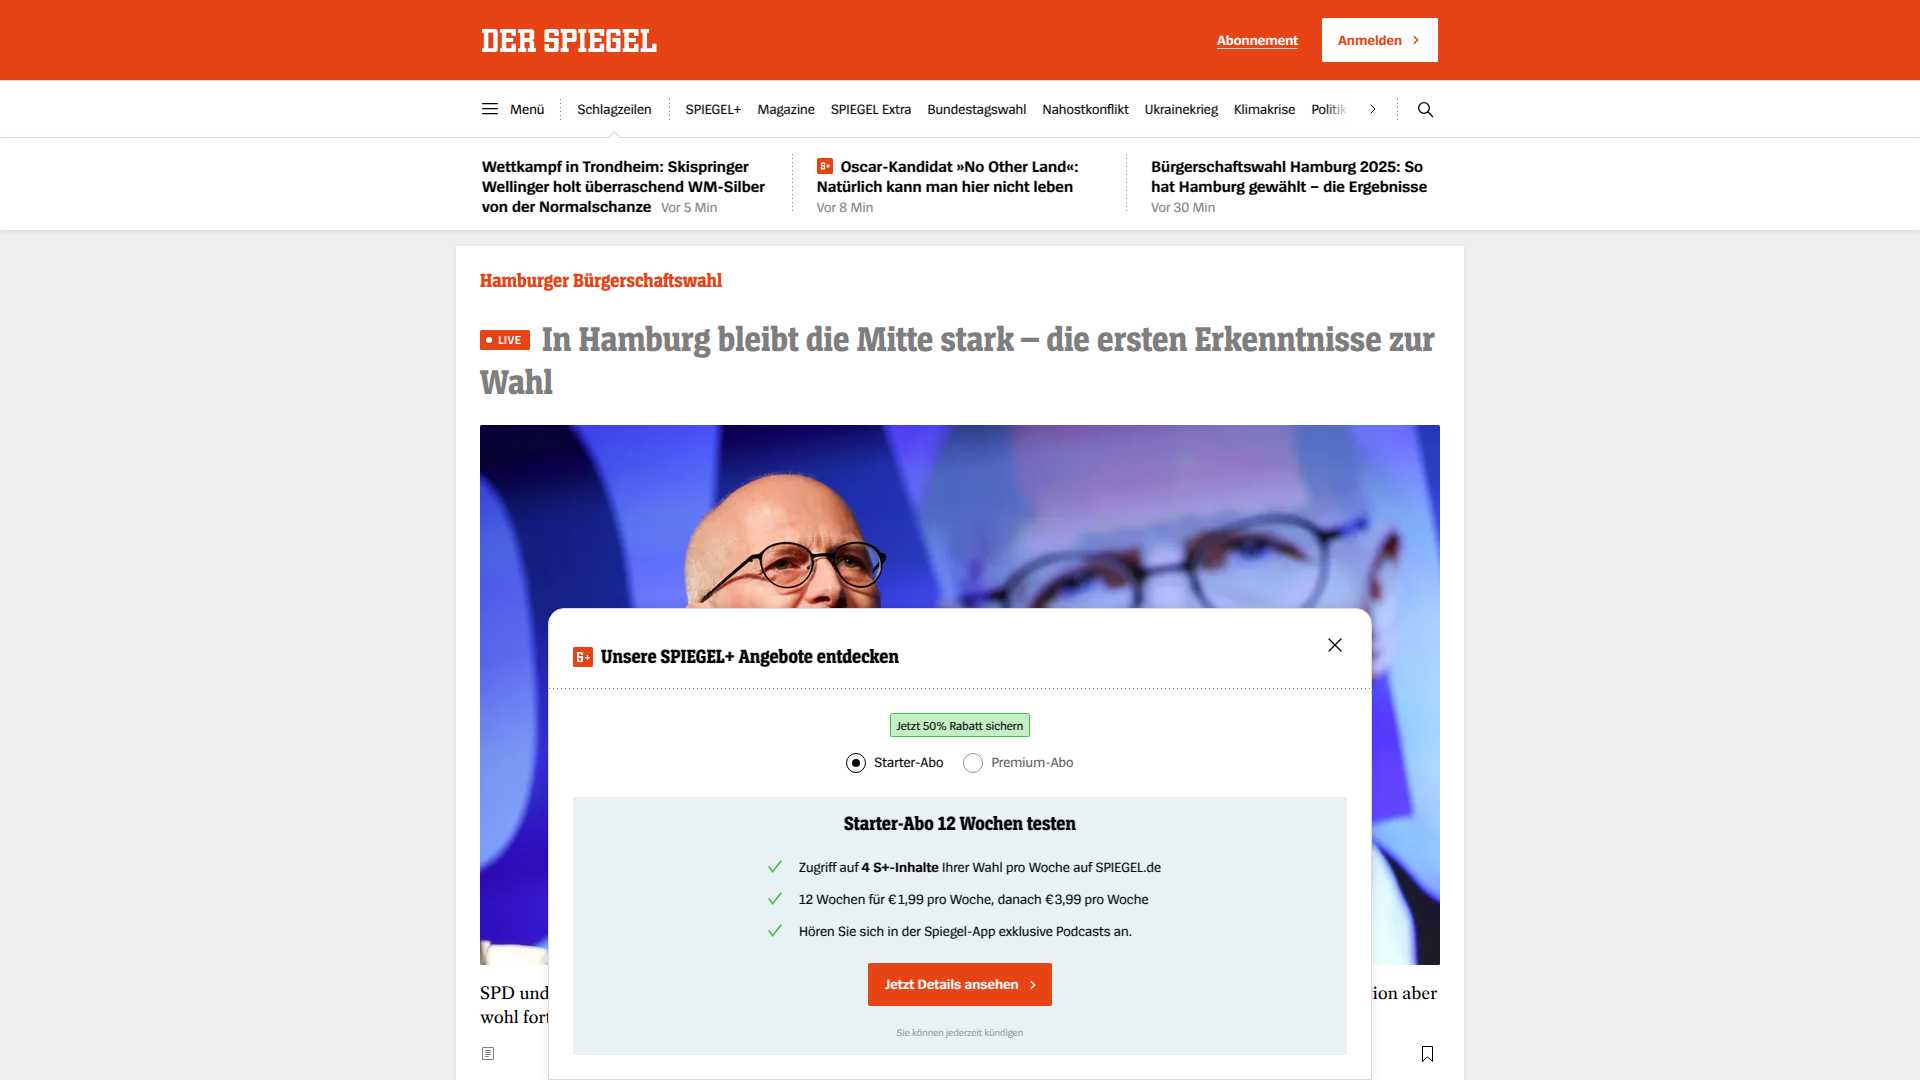 DER SPIEGEL
Abonnement
Anmelden
Menü
Schlagzeilen
SPIEGEL+
Magazine
SPIEGEL Extra
Bundestagswahl
Nahostkonflikt
Ukrainekrieg
Klimakrise
Politik
Wettkampf in Trondheim: Skispringer
Wellinger holt überraschend WM-Silber
von der Normalschanze Vor 5 Min
Oscar-Kandidat »No Other Land«:
Natürlich kann man hier nicht leben
Vor 8 Min
Bürgerschaftswahl Hamburg 2025: So
hat Hamburg gewählt – die Ergebnisse
Vor 30 Min
Hamburger Bürgerschaftswahl
LIVE In Hamburg bleibt die Mitte stark – die ersten Erkenntnisse zur
Wahl
Unsere SPIEGEL+ Angebote entdecken
Jetzt 50% Rabatt sichern
Starter-Abo
Premium-Abo
Starter-Abo 12 Wochen testen
Zugriff auf 4 S+-Inhalte Ihrer Wahl pro Woche auf SPIEGEL.de
12 Wochen für € 1,99 pro Woche, danach € 3,99 pro Woche
Hören Sie sich in der Spiegel-App exklusive Podcasts an.
Jetzt Details ansehen
Sie können jederzeit kündigen
SPD und
ion aber
wohl fort